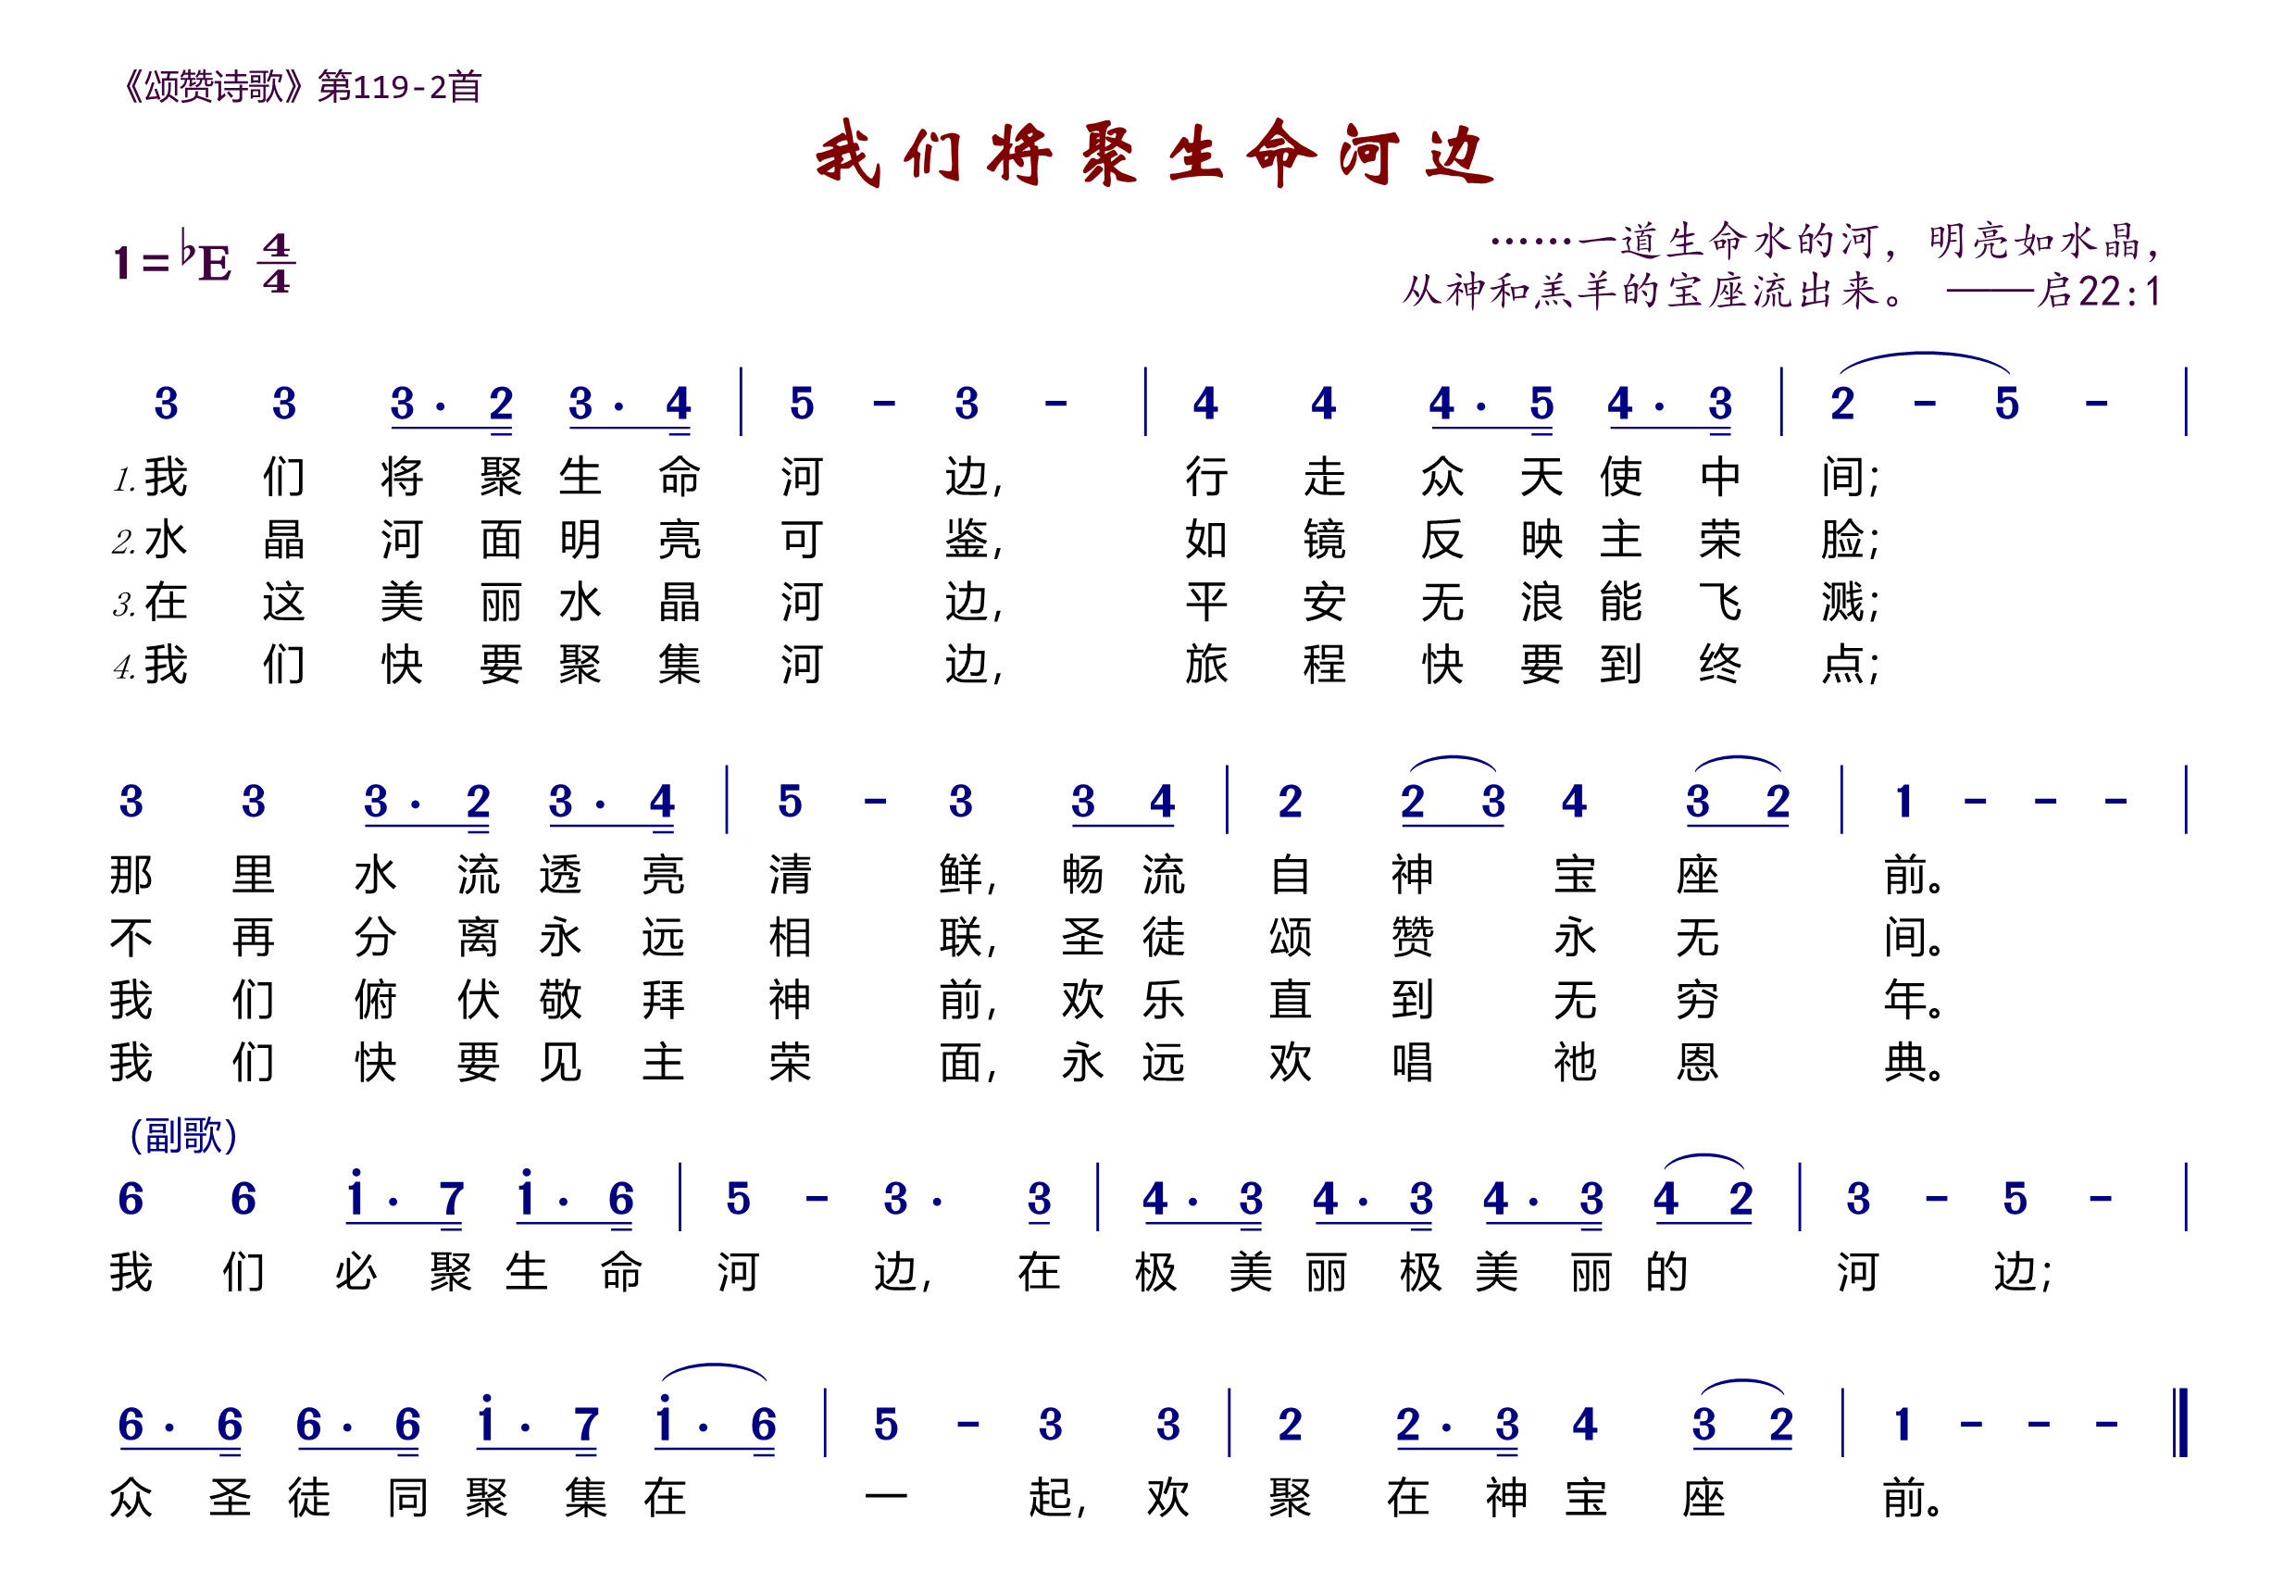 《颂赞诗歌》第119-2首
我们将聚生命河边
1=♭E 4/4
……一道生命水的河，明亮如水晶，
从神和羔羊的宝座流出来。 ——启22:1
3 3 3· 2 3· 4 | 5 - 3 - | 4 4 4· 5 4· 3 | 2 - 5 - |
1.我们将聚生命河边，行走众天使中间；
2.水晶河面明亮可鉴，如镜反映主荣脸；
3.在这美丽水晶河边，平安无浪能飞溅；
4.我们快要聚集河边，旅程快要到终点；
3 3 3· 2 3· 4 | 5 - 3 3 4 | 2 2 3 4 3 2 | 1 - - - |
那里水流透亮清鲜，畅流自神宝座前。
不再分离永远相联，圣徒颂赞永无间。
我们俯伏敬拜神前，欢乐直到无穷年。
我们快要见主荣面，永远欢唱祂恩典。
(副歌)
6 6 i· 7 i· 6 | 5 - 3· 3 | 4· 3 4· 3 4· 3 4 2 | 3 - 5 - |
我们必聚生命河边，在极美丽极美丽的河边；
6· 6 6· 6 i· 7 i· 6 | 5 - 3 3 | 2 2· 3 4 3 2 | 1 - - - ‖
众圣徒同聚集在一起，欢聚在神宝座前。